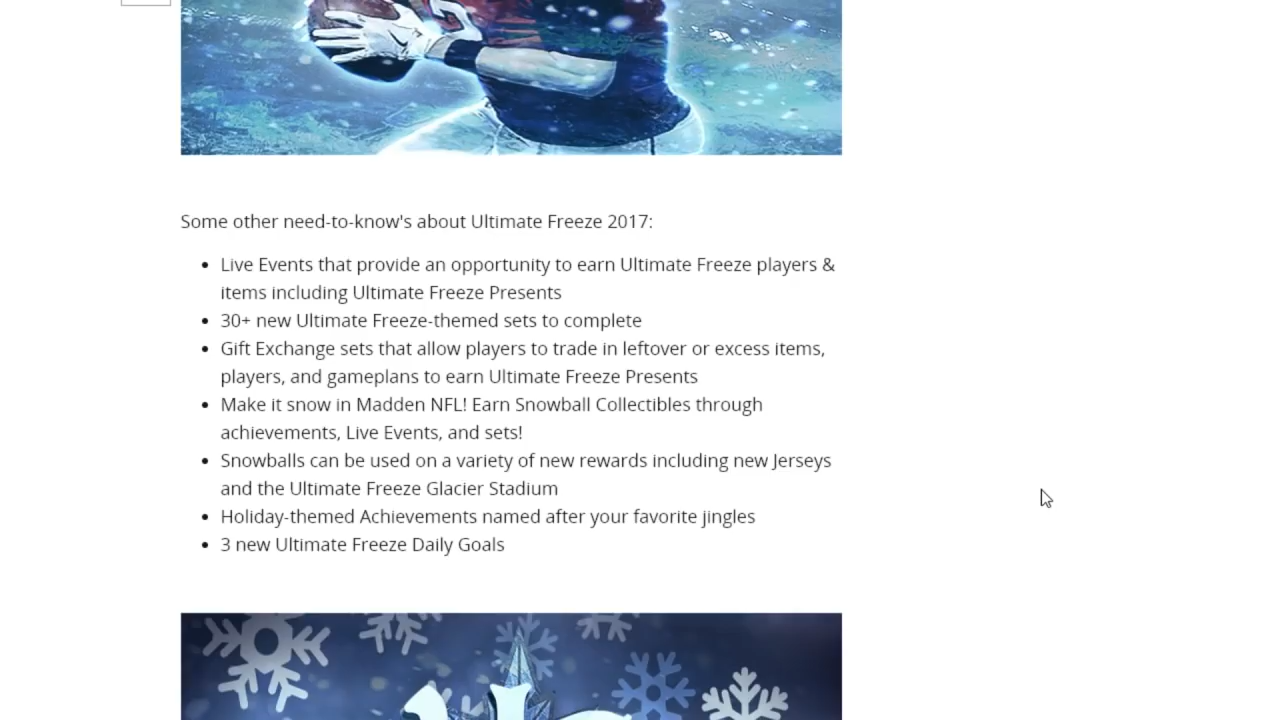 Some other need-to-know's about Ultimate Freeze 2017:
Live Events that provide an opportunity to earn Ultimate Freeze players &
items including Ultimate Freeze Presents
30+ new Ultimate Freeze-themed sets to complete
Gift Exchange sets that allow players to trade in leftover or excess items,
players, and gameplans to earn Ultimate Freeze Presents
Make it snow in Madden NFL! Earn Snowball Collectibles through
achievements, Live Events, and sets!
Snowballs can be used on a variety of new rewards including new Jerseys
and the Ultimate Freeze Glacier Stadium
Holiday-themed Achievements named after your favorite jingles
3 new Ultimate Freeze Daily Goals